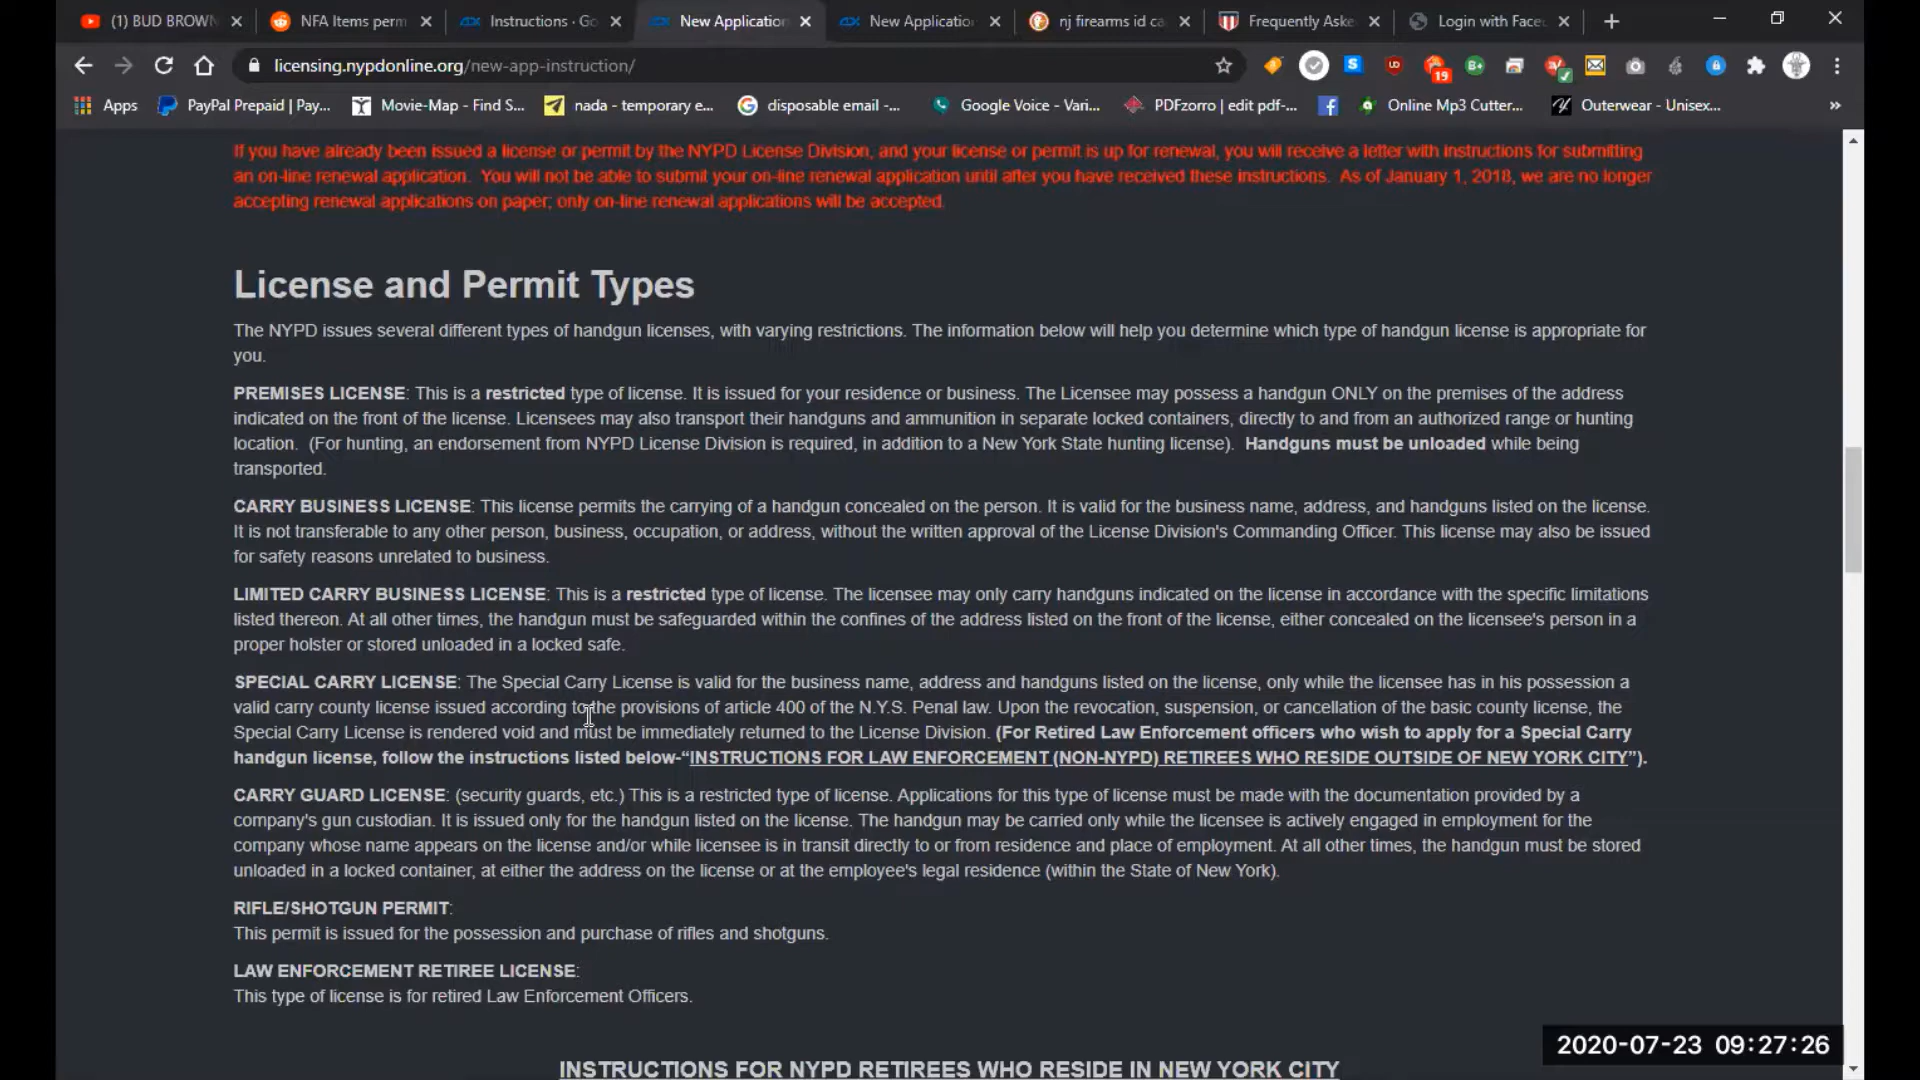 (1) BUD BROWN
NFA Items perm
Instructions · Go
New Application
New Application
nj firearms id ca
Frequently Aske
Login with Face
licensing.nypdonline.org/new-app-instruction/
19
Apps
PayPal Prepaid | Pay...
Movie-Map - Find S...
nada - temporary e...
disposable email -...
Google Voice - Vari...
PDFzorro | edit pdf-...
Online Mp3 Cutter...
Outerwear - Unisex...
»
If you have already been issued a license or permit by the NYPD License Division, and your license or permit is up for renewal, you will receive a letter with instructions for submitting
an on-line renewal application.  You will not be able to submit your on-line renewal application until after you have received these instructions.  As of January 1, 2018, we are no longer
accepting renewal applications on paper; only on-line renewal applications will be accepted.
License and Permit Types
The NYPD issues several different types of handgun licenses, with varying restrictions. The information below will help you determine which type of handgun license is appropriate for
you.
PREMISES LICENSE: This is a restricted type of license. It is issued for your residence or business. The Licensee may possess a handgun ONLY on the premises of the address
indicated on the front of the license. Licensees may also transport their handguns and ammunition in separate locked containers, directly to and from an authorized range or hunting
location.  (For hunting, an endorsement from NYPD License Division is required, in addition to a New York State hunting license).  Handguns must be unloaded while being
transported.
CARRY BUSINESS LICENSE: This license permits the carrying of a handgun concealed on the person. It is valid for the business name, address, and handguns listed on the license.
It is not transferable to any other person, business, occupation, or address, without the written approval of the License Division's Commanding Officer. This license may also be issued
for safety reasons unrelated to business.
LIMITED CARRY BUSINESS LICENSE: This is a restricted type of license. The licensee may only carry handguns indicated on the license in accordance with the specific limitations
listed thereon. At all other times, the handgun must be safeguarded within the confines of the address listed on the front of the license, either concealed on the licensee's person in a
proper holster or stored unloaded in a locked safe.
SPECIAL CARRY LICENSE: The Special Carry License is valid for the business name, address and handguns listed on the license, only while the licensee has in his possession a
valid carry county license issued according to the provisions of article 400 of the N.Y.S. Penal law. Upon the revocation, suspension, or cancellation of the basic county license, the
Special Carry License is rendered void and must be immediately returned to the License Division. (For Retired Law Enforcement officers who wish to apply for a Special Carry
handgun license, follow the instructions listed below-“INSTRUCTIONS FOR LAW ENFORCEMENT (NON-NYPD) RETIREES WHO RESIDE OUTSIDE OF NEW YORK CITY”).
CARRY GUARD LICENSE: (security guards, etc.) This is a restricted type of license. Applications for this type of license must be made with the documentation provided by a
company's gun custodian. It is issued only for the handgun listed on the license. The handgun may be carried only while the licensee is actively engaged in employment for the
company whose name appears on the license and/or while licensee is in transit directly to or from residence and place of employment. At all other times, the handgun must be stored
unloaded in a locked container, at either the address on the license or at the employee's legal residence (within the State of New York).
RIFLE/SHOTGUN PERMIT:
This permit is issued for the possession and purchase of rifles and shotguns.
LAW ENFORCEMENT RETIREE LICENSE:
This type of license is for retired Law Enforcement Officers.
2020-07-23 09:27:26
INSTRUCTIONS FOR NYPD RETIREES WHO RESIDE IN NEW YORK CITY